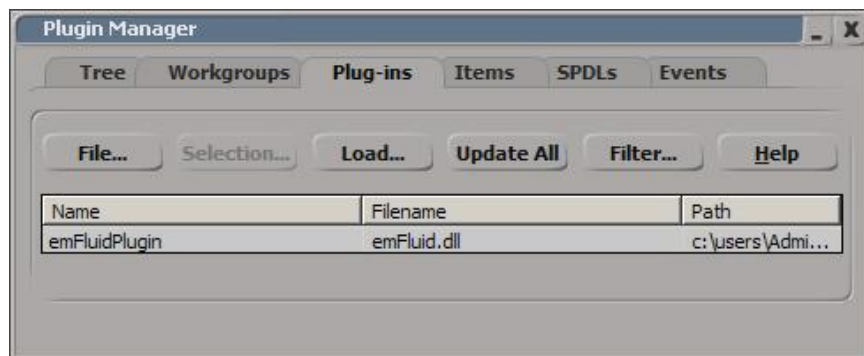 Plugin Manager
Tree Workgroups Plug-ins Items SPDLs Events
File... Selection... Load... Update All Filter... Help
Name Filename Path
emFluidPlugin emFluid.dll c:\users\Admi...